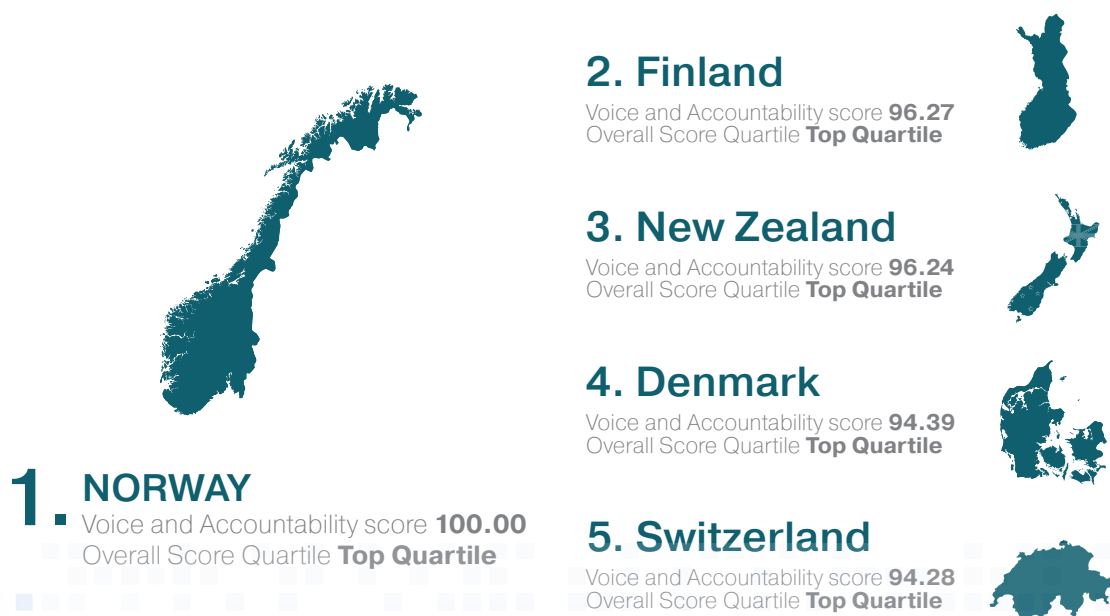 1. NORWAY
Voice and Accountability score 100.00
Overall Score Quartile Top Quartile
2. Finland
Voice and Accountability score 96.27
Overall Score Quartile Top Quartile
3. New Zealand
Voice and Accountability score 96.24
Overall Score Quartile Top Quartile
4. Denmark
Voice and Accountability score 94.39
Overall Score Quartile Top Quartile
5. Switzerland
Voice and Accountability score 94.28
Overall Score Quartile Top Quartile